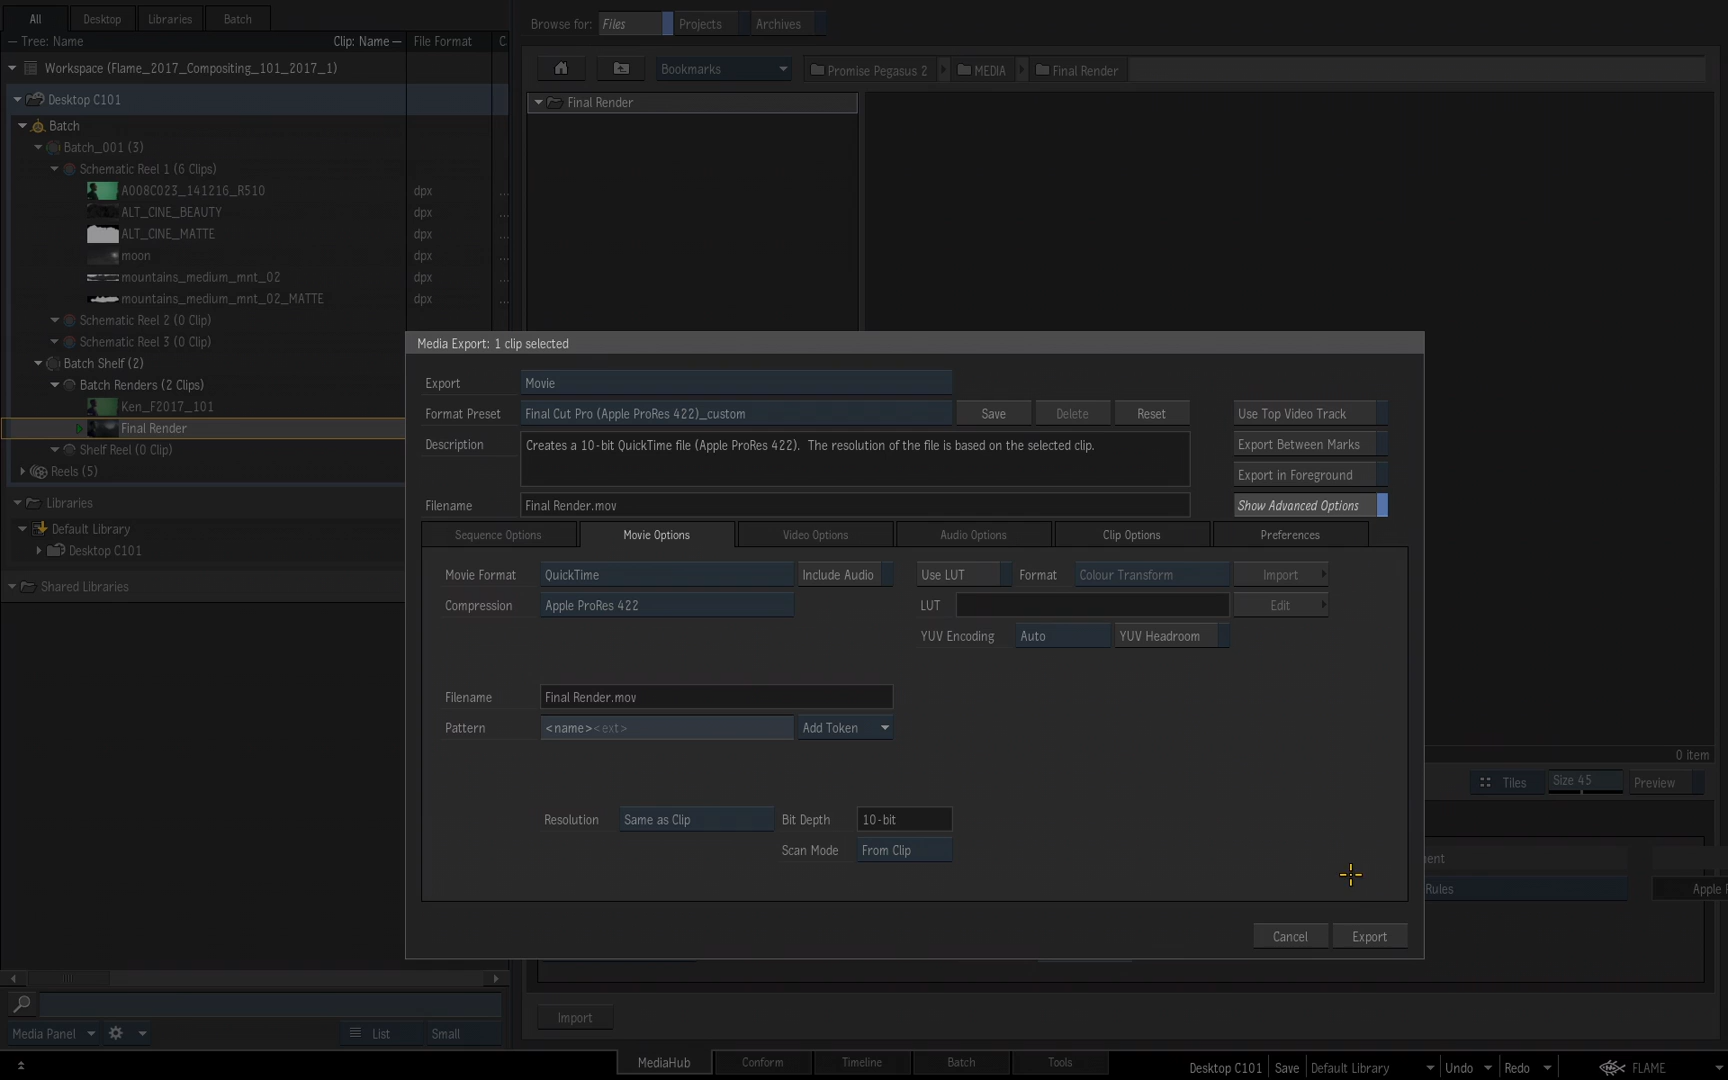 All
Desktop
Libraries
Batch
Browse for:
Files
Projects
Archives
Tree: Name
Clip: Name
File Format
C
Workspace (Flame_2017_Compositing_101_2017_1)
Bookmarks
Promise Pegasus 2
MEDIA
Final Render
Desktop C101
Final Render
Batch
Batch_001 (3)
Schematic Reel 1 (6 Clips)
A008C023_141216_R510
dpx
...
ALT_CINE_BEAUTY
dpx
...
ALT_CINE_MATTE
dpx
...
moon
dpx
...
mountains_medium_mnt_02
dpx
...
mountains_medium_mnt_02_MATTE
dpx
...
Schematic Reel 2 (0 Clip)
Schematic Reel 3 (0 Clip)
Batch Shelf (2)
Batch Renders (2 Clips)
Ken_F2017_101
Final Render
Shelf Reel (0 Clip)
Reels (5)
Libraries
Default Library
Desktop C101
Shared Libraries
Media Export: 1 clip selected
Export
Movie
Format Preset
Final Cut Pro (Apple ProRes 422)_custom
Save
Delete
Reset
Use Top Video Track
Description
Creates a 10-bit QuickTime file (Apple ProRes 422). The resolution of the file is based on the selected clip.
Export Between Marks
Export in Foreground
Filename
Final Render.mov
Show Advanced Options
Sequence Options
Movie Options
Video Options
Audio Options
Clip Options
Preferences
Movie Format
QuickTime
Include Audio
Use LUT
Format
Colour Transform
Import
Compression
Apple ProRes 422
LUT
Edit
YUV Encoding
Auto
YUV Headroom
Filename
Final Render.mov
Pattern
<name><ext>
Add Token
Resolution
Same as Clip
Bit Depth
10-bit
Scan Mode
From Clip
Cancel
Export
0 item
Tiles
Size 45
Preview
ment
Rules
Apple P
Import
Media Panel
List
Small
MediaHub
Conform
Timeline
Batch
Tools
Desktop C101
Save
Default Library
Undo
Redo
FLAME